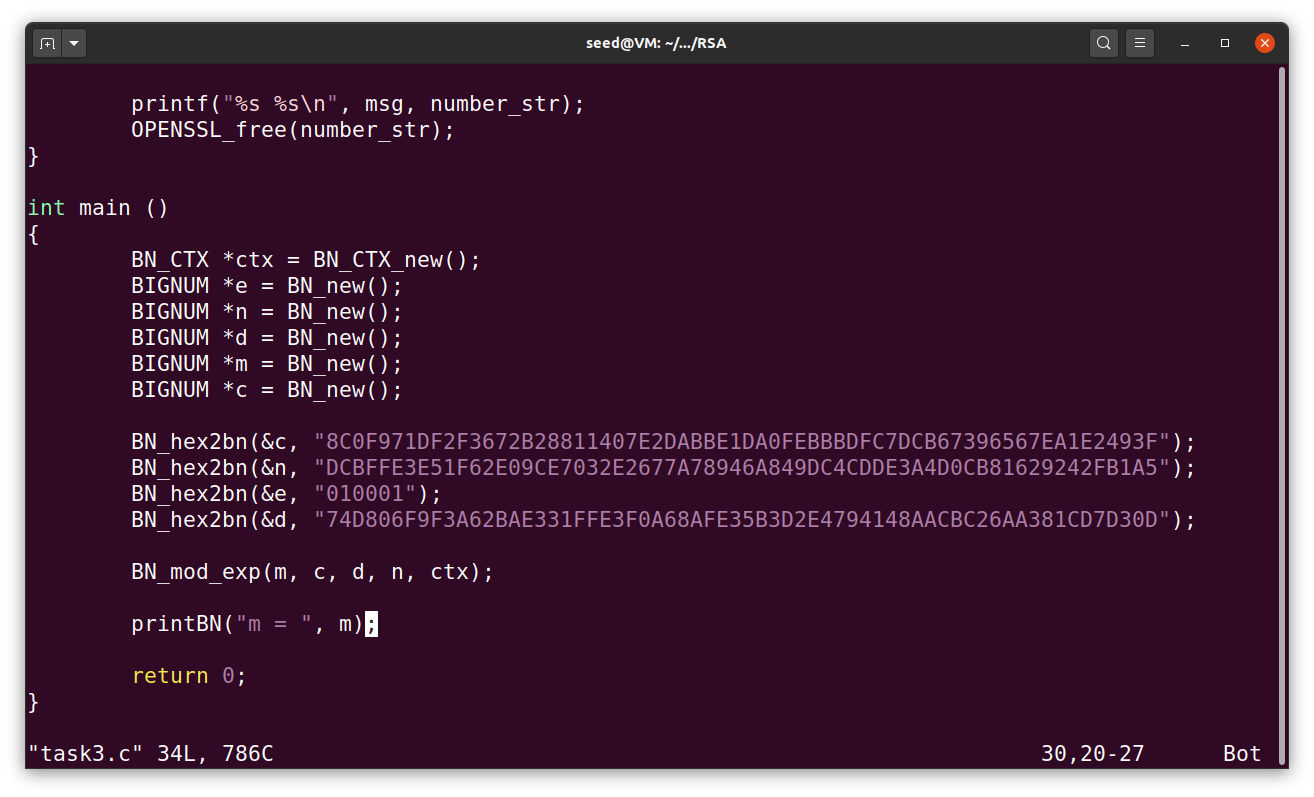 seed@VM: ~/.../RSA
printf("%s %s\n", msg, number_str);
OPENSSL_free(number_str);
}
int main ()
{
BN_CTX *ctx = BN_CTX_new();
BIGNUM *e = BN_new();
BIGNUM *n = BN_new();
BIGNUM *d = BN_new();
BIGNUM *m = BN_new();
BIGNUM *c = BN_new();
BN_hex2bn(&c, "8C0F971DF2F3672B28811407E2DABBE1DA0FEBBBDFC7DCB67396567EA1E2493F");
BN_hex2bn(&n, "DCBFFE3E51F62E09CE7032E2677A78946A849DC4CDDE3A4D0CB81629242FB1A5");
BN_hex2bn(&e, "010001");
BN_hex2bn(&d, "74D806F9F3A62BAE331FFE3F0A68AFE35B3D2E4794148AACBC26AA381CD7D30D");
BN_mod_exp(m, c, d, n, ctx);
printBN("m = ", m);
return 0;
}
"task3.c" 34L, 786C 30,20-27 Bot